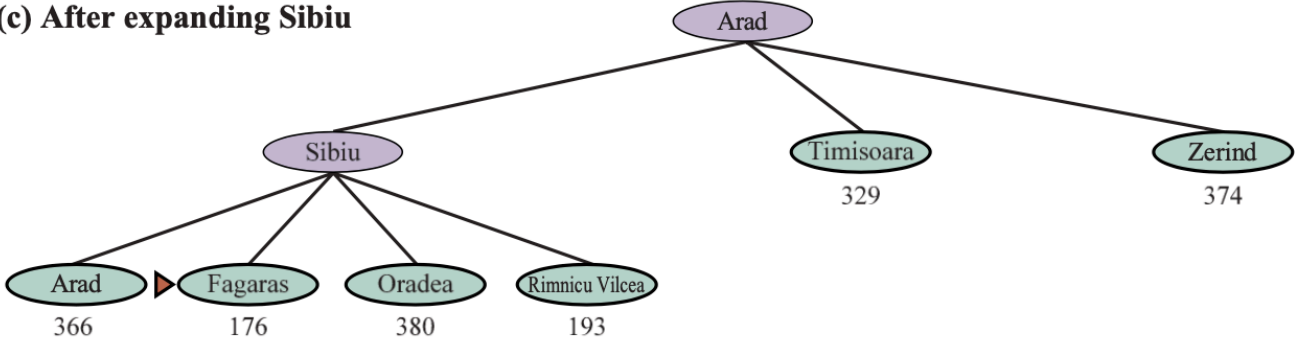 (c) After expanding Sibiu
Arad
Sibiu
Timisoara
Zerind
329
374
Arad
Fagaras
Oradea
Rimnicu Vilcea
366
176
380
193